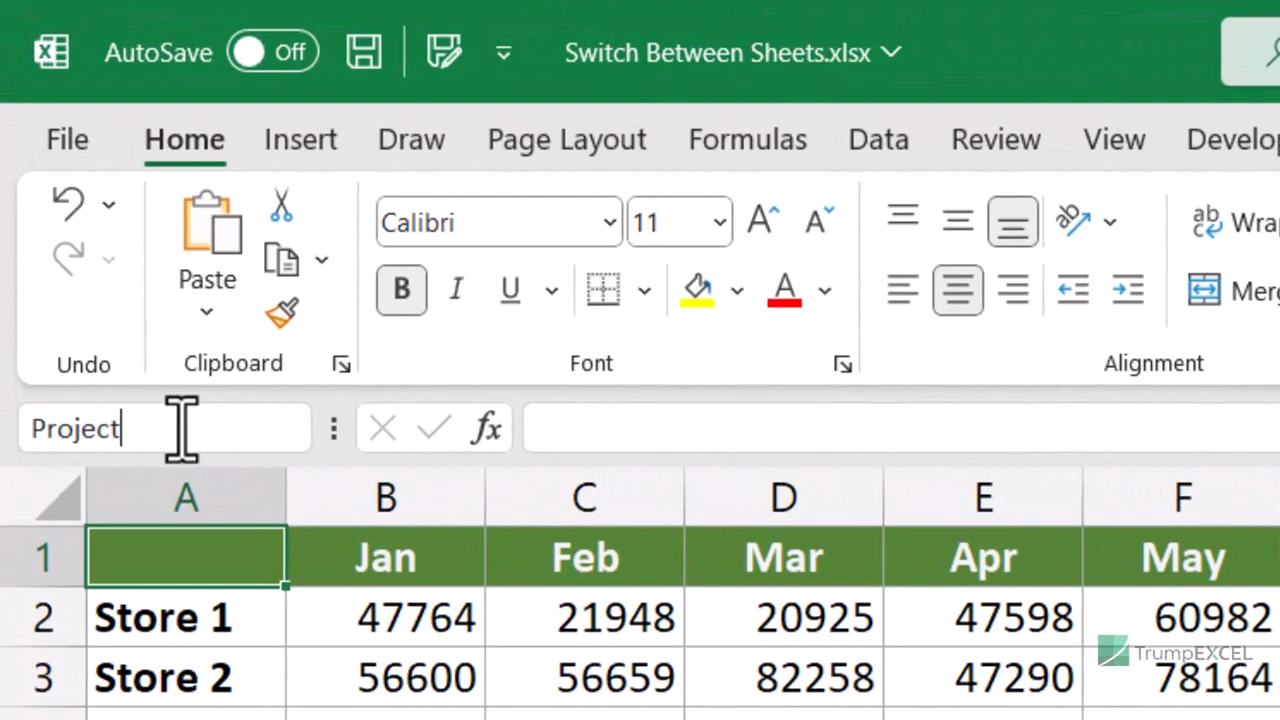 AutoSave Off Switch Between Sheets.xlsx
File Home Insert Draw Page Layout Formulas Data Review View
Calibri 11 ab
c
Paste B I U A
Undo Clipboard Font Alignment
Project fx
A B C D E F
1 Jan Feb Mar Apr May
2 Store 1 47764 21948 20925 47598 60982
TrumpEXCEL
3 Store 2 56600 56659 82258 47290 78164